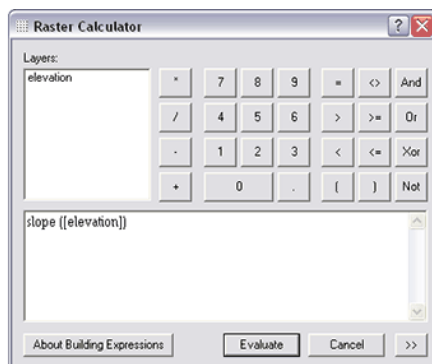 Raster Calculator
Layers:
elevation
* 7 8 9 = <> And
/ 4 5 6 > >= Or
- 1 2 3 < <= Xor
+ 0 . ( ) Not
slope ([elevation])
About Building Expressions Evaluate Cancel >>